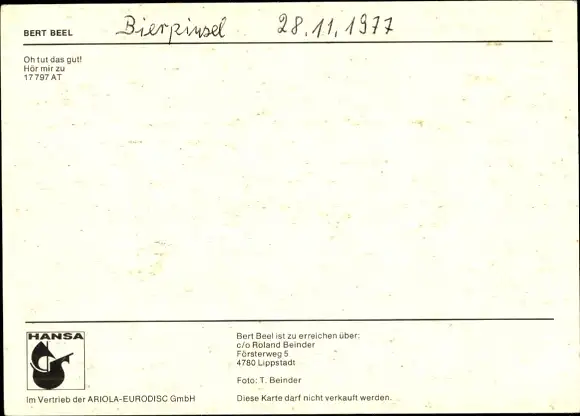 BERT BEEL Bierpinsel 28.11.1977
Oh tut das gut!
Hör mir zu
17 797 AT
HANSA
Im Vertrieb der ARIOLA-EURODISC GmbH
Bert Beel ist zu erreichen über:
c/o Roland Beinder
Försterweg 5
4780 Lippstadt
Foto: T. Beinder
Diese Karte darf nicht verkauft werden.